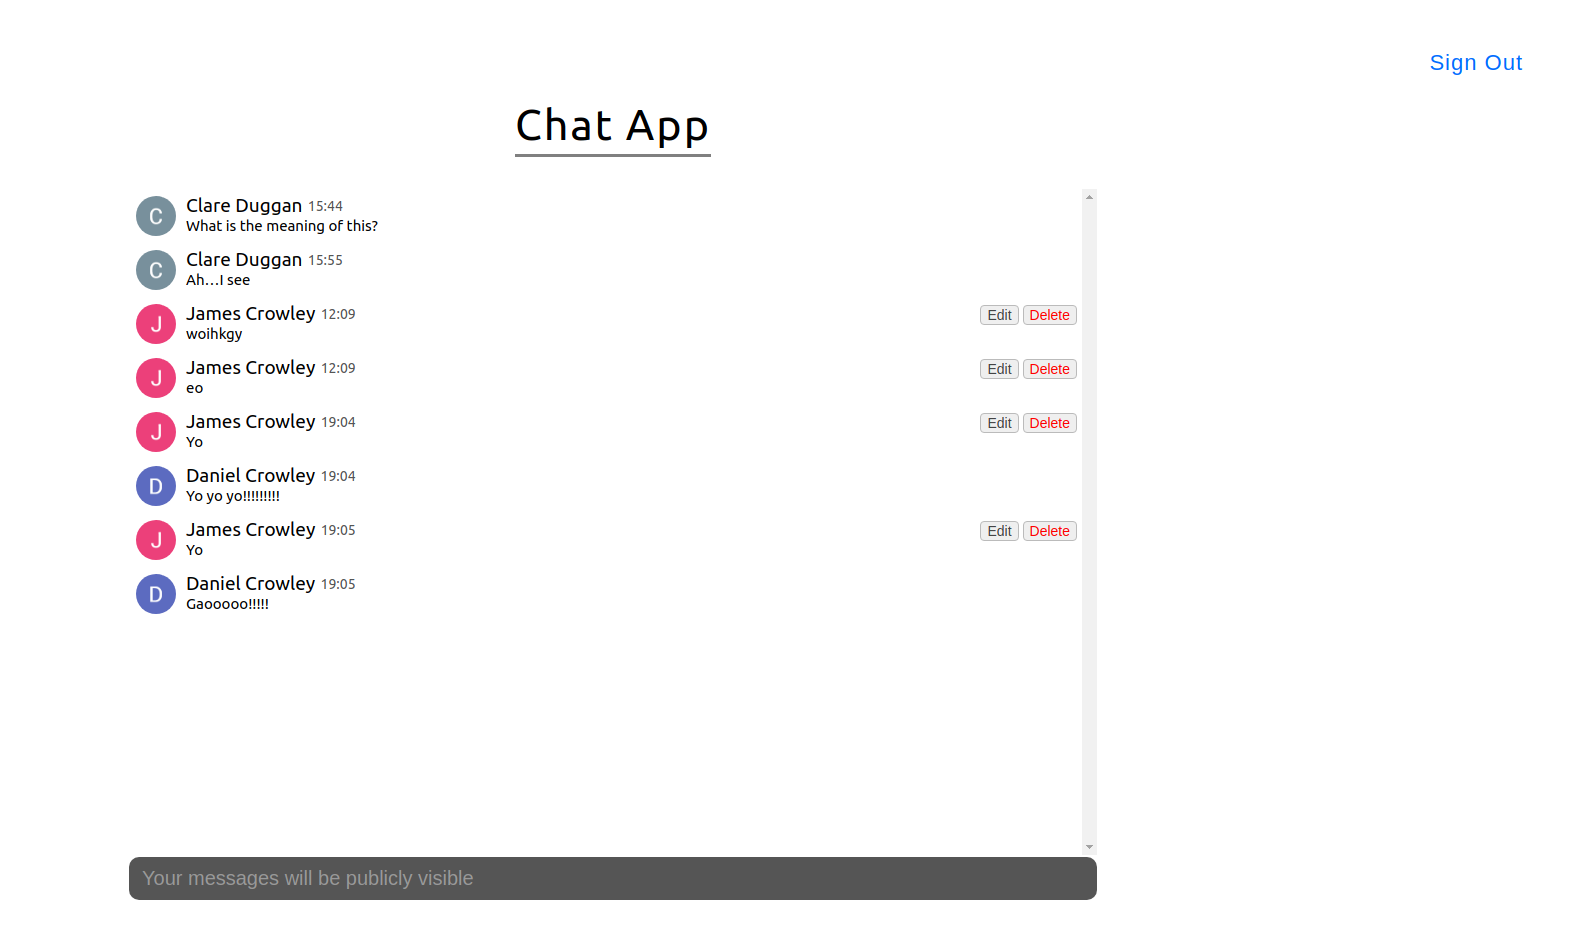 Sign Out
Chat App
C
Clare Duggan 15:44
What is the meaning of this?
C
Clare Duggan 15:55
Ah...I see
J
James Crowley 12:09 Edit Delete
woihkgy
J
James Crowley 12:09 Edit Delete
eo
J
James Crowley 19:04 Edit Delete
Yo
D
Daniel Crowley 19:04
Yo yo yo!!!!!!!!!
J
James Crowley 19:05 Edit Delete
Yo
D
Daniel Crowley 19:05
Gaooooo!!!!!
Your messages will be publicly visible